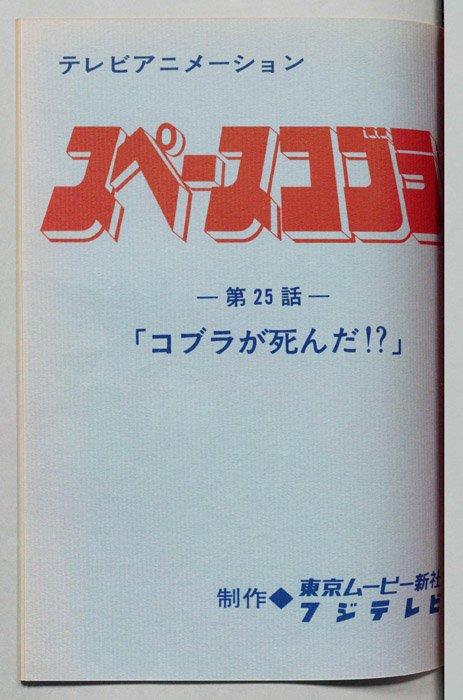 テレビアニメーション
スペースコブラ
―第25話―
「コブラが死んだ!?」
制作◆東京ムービー新社
フジテレビ